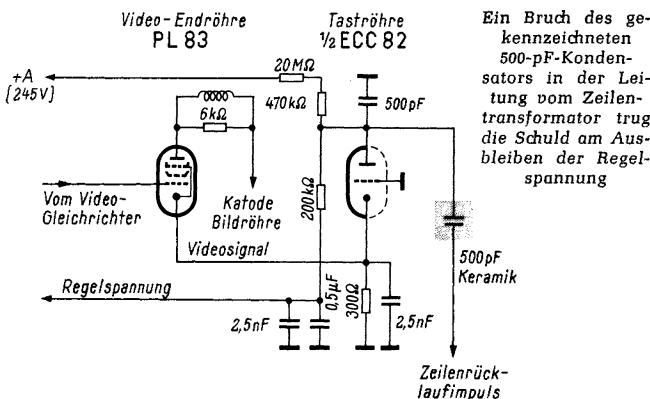 Video-Endröhre
PL 83
Taströhre
½ ECC 82
Ein Bruch des ge-
kennzeichneten
500-pF-Konden-
sators in der Lei-
tung vom Zeilen-
transformator trug
die Schuld am Aus-
bleiben der Regel-
spannung
+A
(245V)
20MΩ
6kΩ
470kΩ
500pF
Vom Video-
Gleichrichter
Katode
Bildröhre
200kΩ
Videosignal
500pF
Keramik
Regelspannung
2,5nF
0,5µF
300Ω
2,5nF
Zeilenrück-
laufimpuls